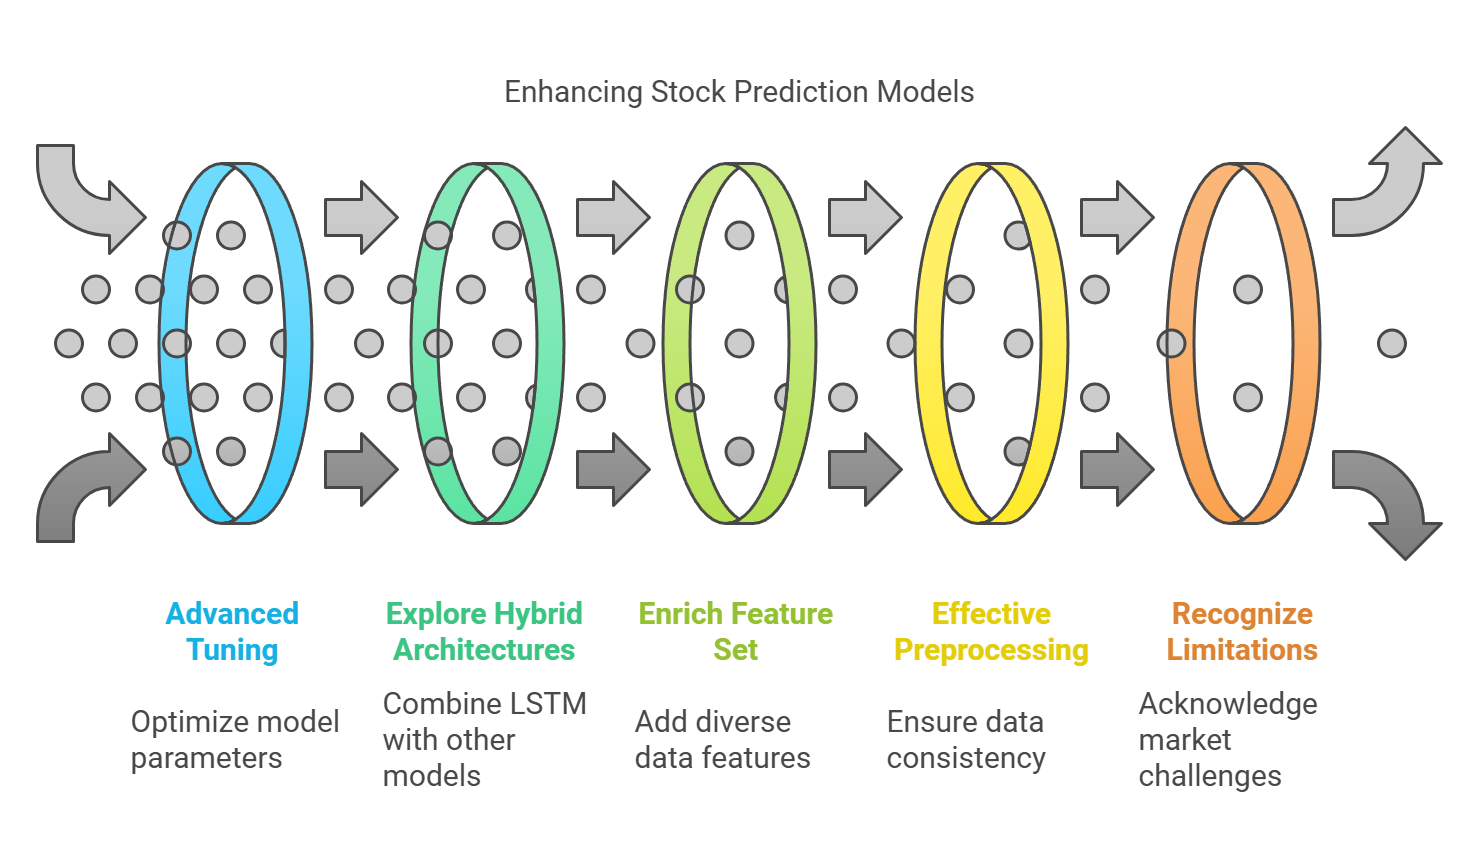 Enhancing Stock Prediction Models
Advanced
Tuning
Optimize model
parameters
Explore Hybrid
Architectures
Combine LSTM
with other
models
Enrich Feature
Set
Add diverse
data features
Effective
Preprocessing
Ensure data
consistency
Recognize
Limitations
Acknowledge
market
challenges